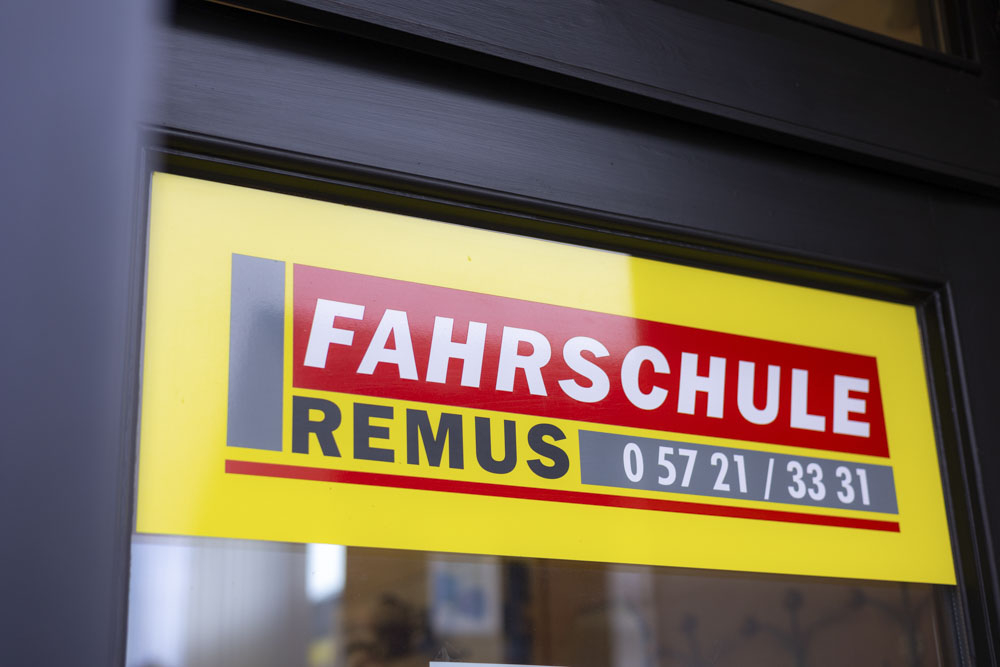 FAHRSCHULE
REMUS 0 57 21 / 33 31